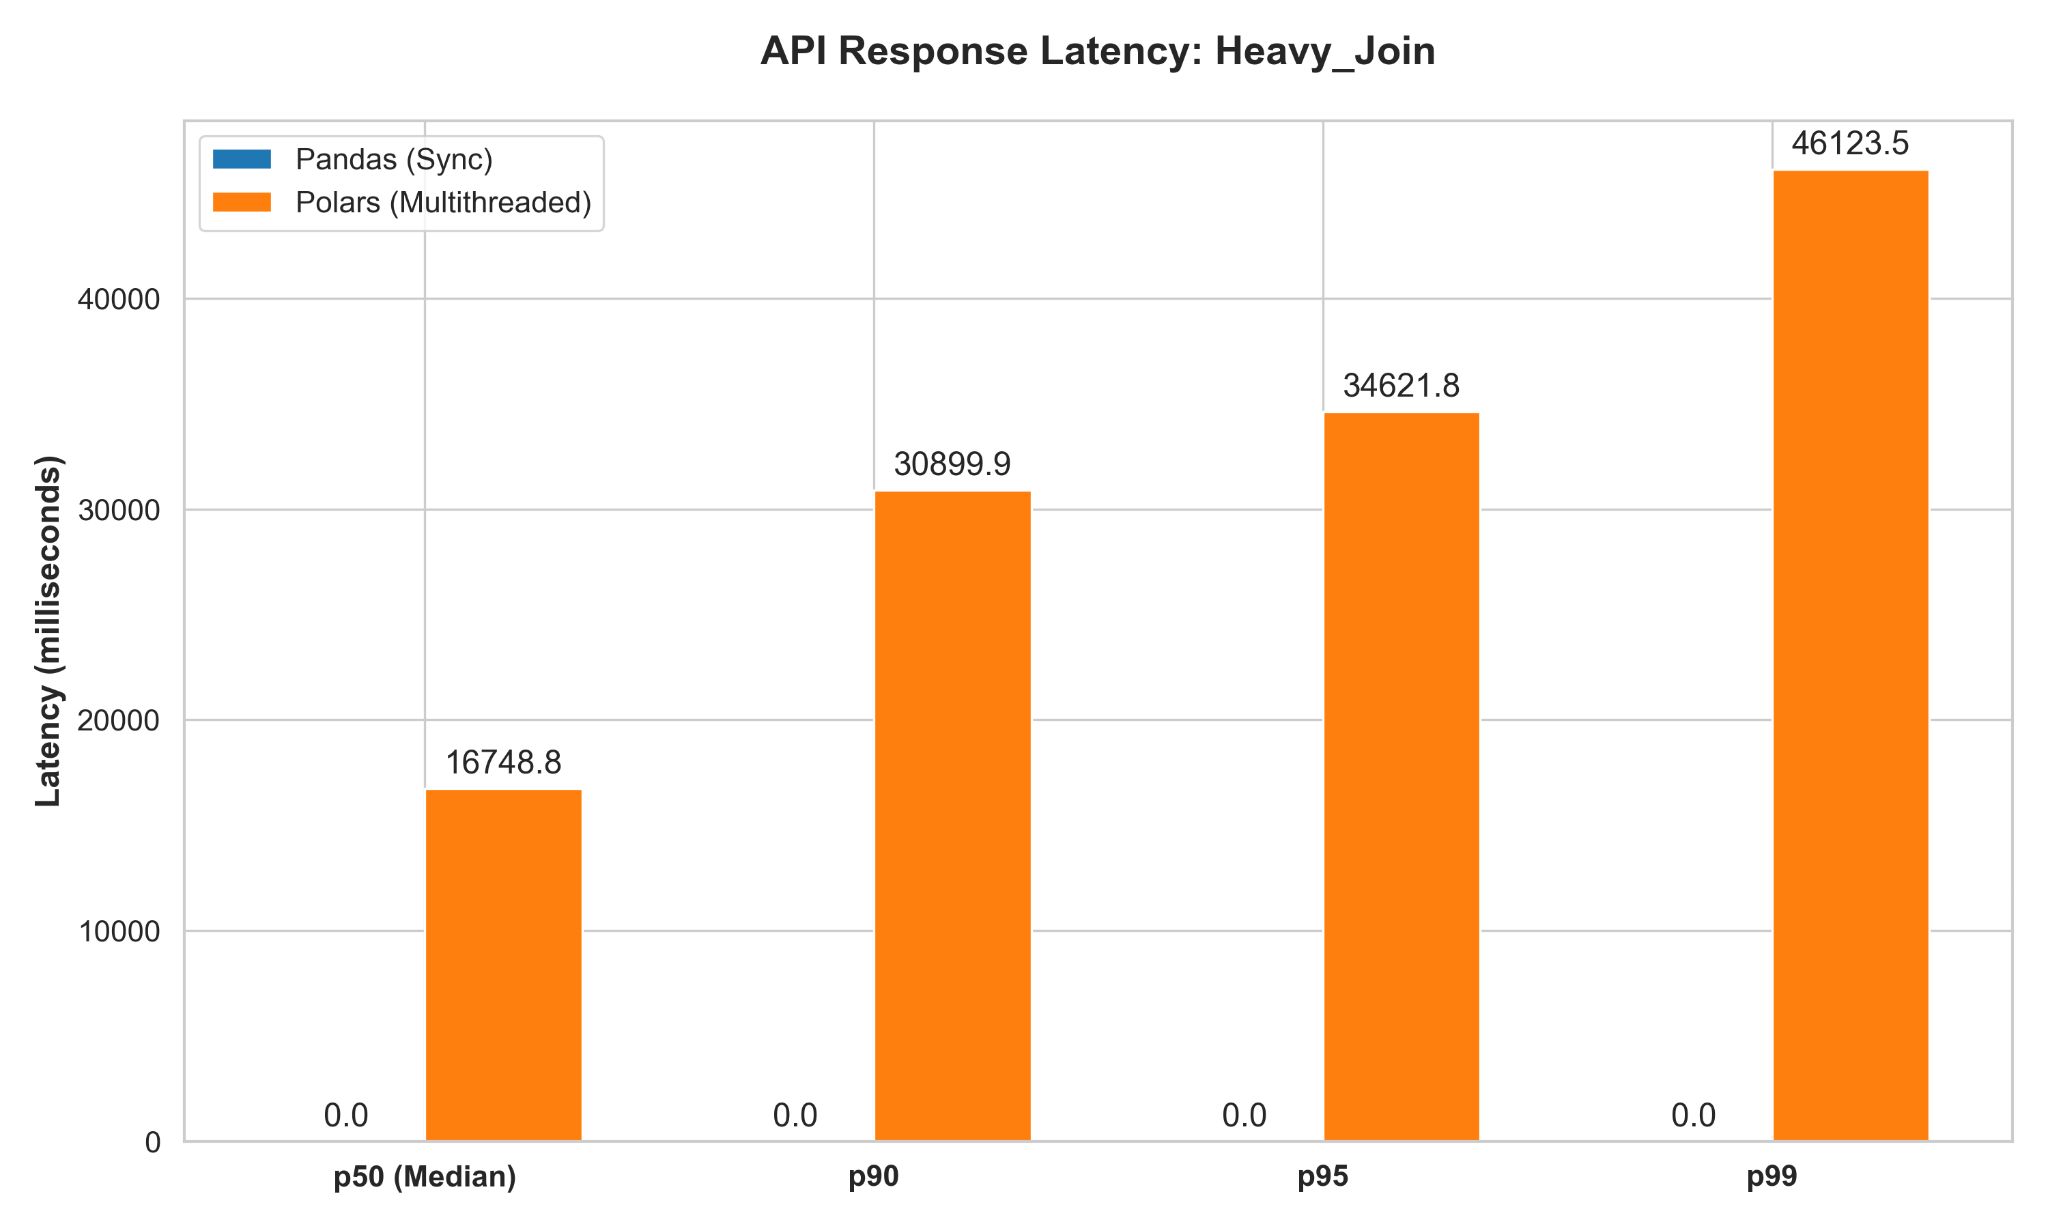 API Response Latency: Heavy_Join
Pandas (Sync)
Polars (Multithreaded)
Latency (milliseconds)
40000
30000
20000
10000
0
0.0
16748.8
0.0
30899.9
0.0
34621.8
0.0
46123.5
p50 (Median)
p90
p95
p99